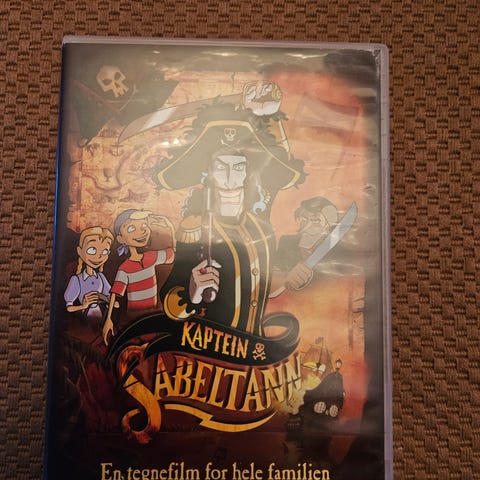 KAPTEIN
SABELTANN
En tegnefilm for hele familien